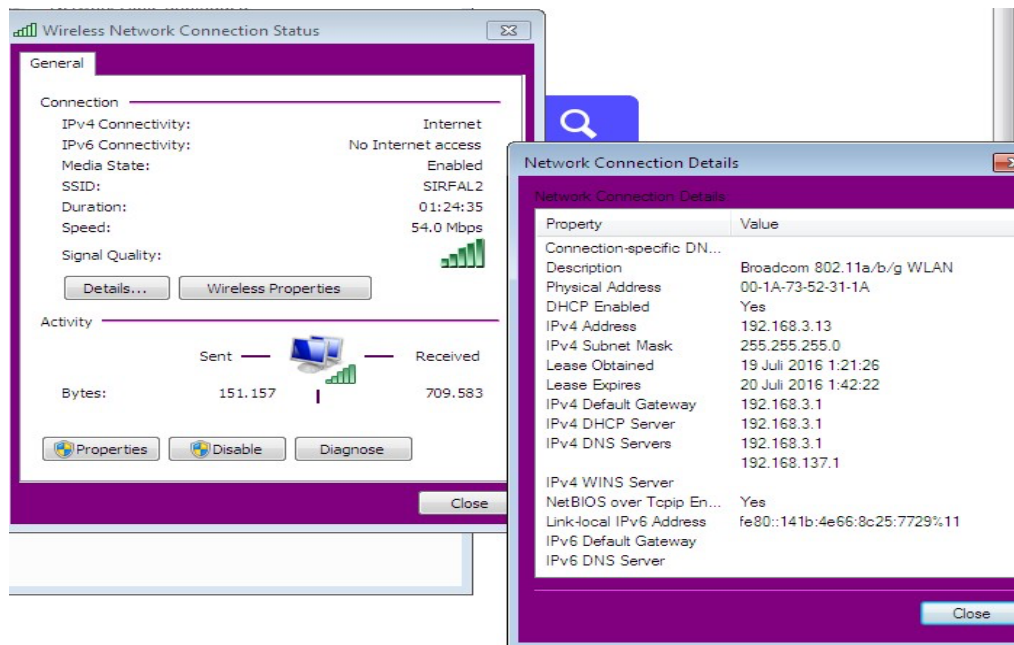 Wireless Network Connection Status
General
Connection
IPv4 Connectivity: Internet
IPv6 Connectivity: No Internet access
Media State: Enabled
SSID: SIRFAL2
Duration: 01:24:35
Speed: 54.0 Mbps
Signal Quality:
Details... Wireless Properties
Activity
Sent Received
Bytes: 151.157 709.583
Properties Disable Diagnose
Close
Network Connection Details
Network Connection Details
Property Value
Connection-specific DN...
Description Broadcom 802.11a/b/g WLAN
Physical Address 00-1A-73-52-31-1A
DHCP Enabled Yes
IPv4 Address 192.168.3.13
IPv4 Subnet Mask 255.255.255.0
Lease Obtained 19 Juli 2016 1:21:26
Lease Expires 20 Juli 2016 1:42:22
IPv4 Default Gateway 192.168.3.1
IPv4 DHCP Server 192.168.3.1
IPv4 DNS Servers 192.168.3.1
192.168.137.1
IPv4 WINS Server
NetBIOS over Tcpip En... Yes
Link-local IPv6 Address fe80::141b:4e66:8c25:7729%11
IPv6 Default Gateway
IPv6 DNS Server
Close